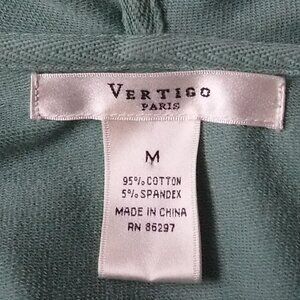 VERTIGO
PARIS
M
95% COTTON
5% SPANDEX
MADE IN CHINA
RN 86297